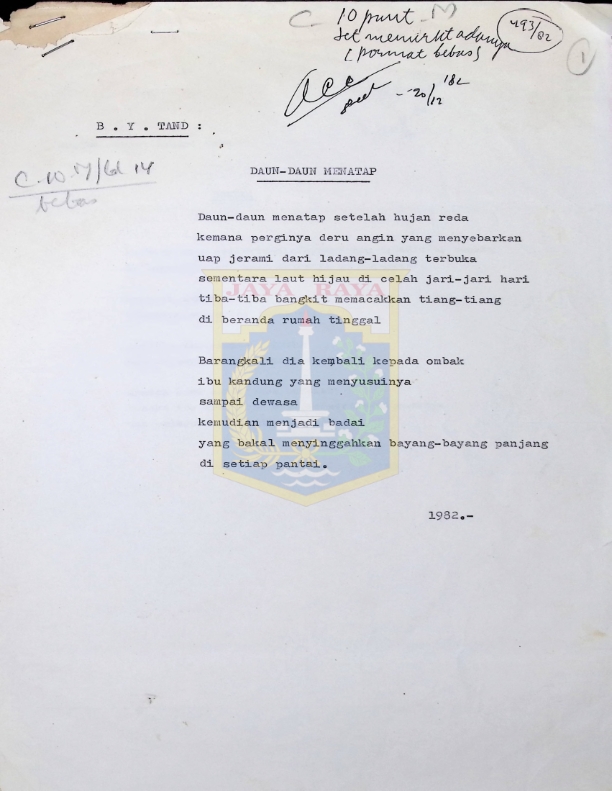 C 10 punt - M
set menurut adanya
(format bebas)
493/82
1
acc
20/12 '82
B . Y . TAND :
C. 10. M/
bebas
DAUN-DAUN MENATAP
Daun-daun menatap setelah hujan reda
kemana perginya deru angin yang menyebarkan
uap jerami dari ladang-ladang terbuka
sementara laut hijau di celah jari-jari hari
tiba-tiba bangkit memacakkan tiang-tiang
di beranda rumah tinggal
JAYA RAYA
Barangkali dia kembali kepada ombak
ibu kandung yang menyusuinya
sampai dewasa
kemudian menjadi badai
yang bakal menyinggahkan bayang-bayang panjang
di setiap pantai.
1982.-